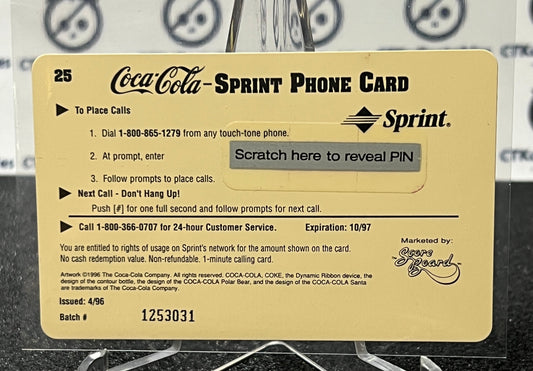 25
Coca-Cola - SPRINT PHONE CARD
To Place Calls
Sprint®
1. Dial 1-800-865-1279 from any touch-tone phone.
2. At prompt, enter
Scratch here to reveal PIN
3. Follow prompts to place calls.
Next Call - Don't Hang Up!
Push [#] for one full second and follow prompts for next call.
Call 1-800-366-0707 for 24-hour Customer Service. Expiration: 10/97
You are entitled to rights of usage on Sprint's network for the amount shown on the card.
No cash redemption value. Non-refundable. 1-minute calling card.
Marketed by:
Score Board
Artwork ©1996 The Coca-Cola Company. All rights reserved. COCA-COLA, COKE, the Dynamic Ribbon device, the
design of the contour bottle, the design of the COCA-COLA Polar Bear, and the design of the COCA-COLA Santa
are trademarks of The Coca-Cola Company.
Issued: 4/96
Batch # 1253031